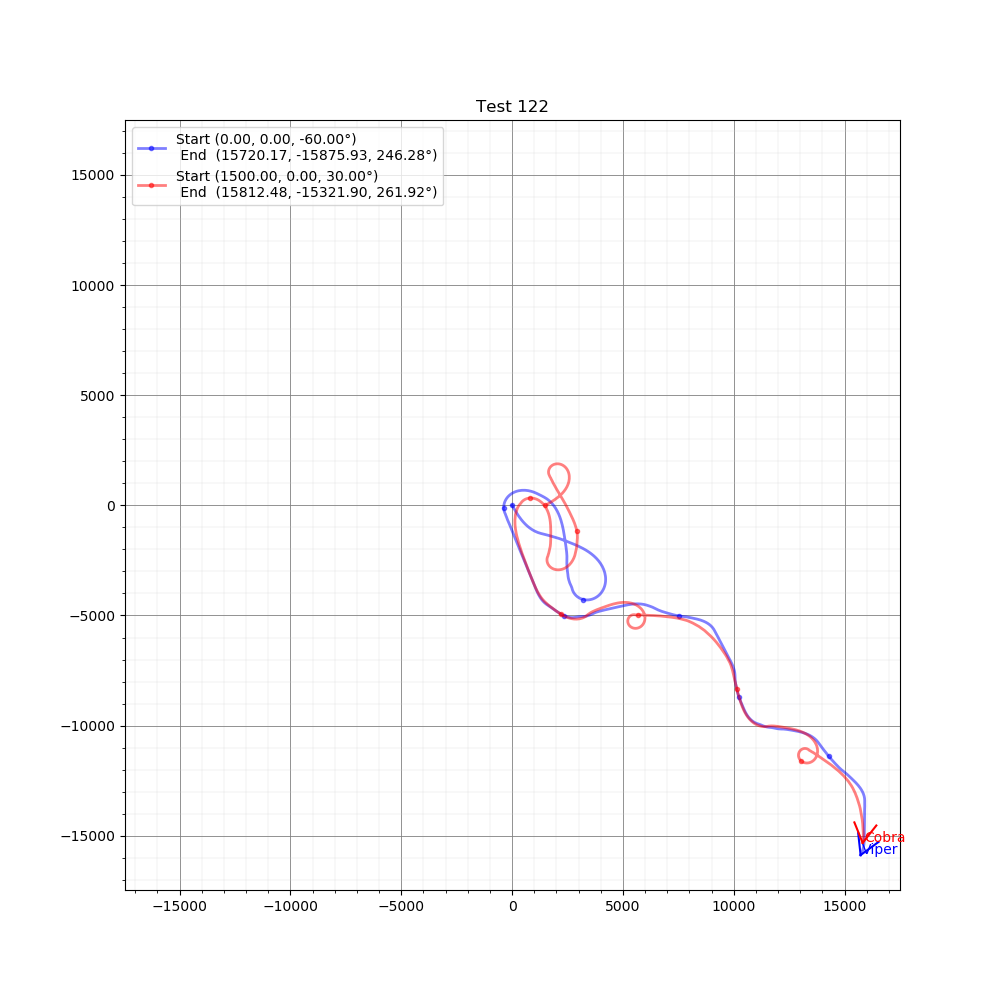 Test 122
Start (0.00, 0.00, -60.00°)
End (15720.17, -15875.93, 246.28°)
Start (1500.00, 0.00, 30.00°)
End (15812.48, -15321.90, 261.92°)
15000
10000
5000
0
−5000
−10000
−15000
Cobra
Viper
−15000 −10000 −5000 0 5000 10000 15000